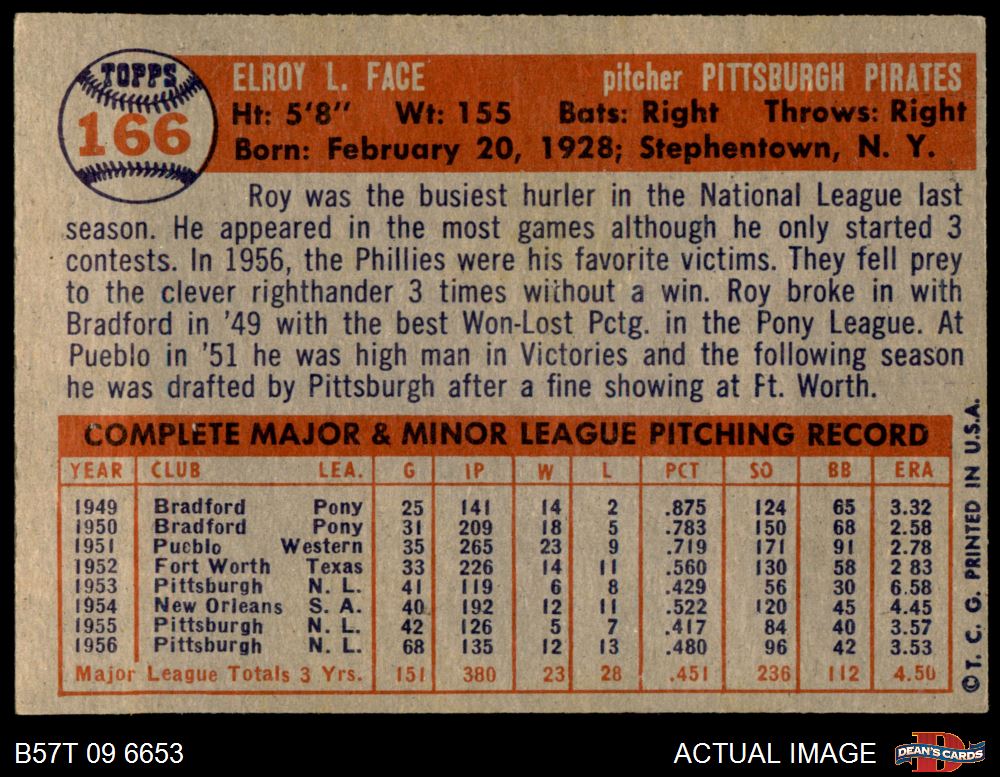 TOPPS
166
ELROY L. FACE pitcher PITTSBURGH PIRATES
Ht: 5'8" Wt: 155 Bats: Right Throws: Right
Born: February 20, 1928; Stephentown, N. Y.
Roy was the busiest hurler in the National League last
season. He appeared in the most games although he only started 3
contests. In 1956, the Phillies were his favorite victims. They fell prey
to the clever righthander 3 times without a win. Roy broke in with
Bradford in '49 with the best Won-Lost Pctg. in the Pony League. At
Pueblo in '51 he was high man in Victories and the following season
he was drafted by Pittsburgh after a fine showing at Ft. Worth.
COMPLETE MAJOR & MINOR LEAGUE PITCHING RECORD
YEAR CLUB LEA. G IP W L PCT SO BB ERA
1949 Bradford Pony 25 141 14 2 .875 124 65 3.32
1950 Bradford Pony 31 209 18 5 .783 150 68 2.58
1951 Pueblo Western 35 265 23 9 .719 171 91 2.78
1952 Fort Worth Texas 33 226 14 11 .560 130 58 2 83
1953 Pittsburgh N. L. 41 119 6 8 .429 56 30 6.58
1954 New Orleans S. A. 40 192 12 11 .522 120 45 4.45
1955 Pittsburgh N. L. 42 126 5 7 .417 84 40 3.57
1956 Pittsburgh N. L. 68 135 12 13 .480 96 42 3.53
Major League Totals 3 Yrs. 151 380 23 28 .451 236 112 4.50
© T. C. G. PRINTED IN U.S.A.
B57T 09 6653 ACTUAL IMAGE D DEAN'S CARDS